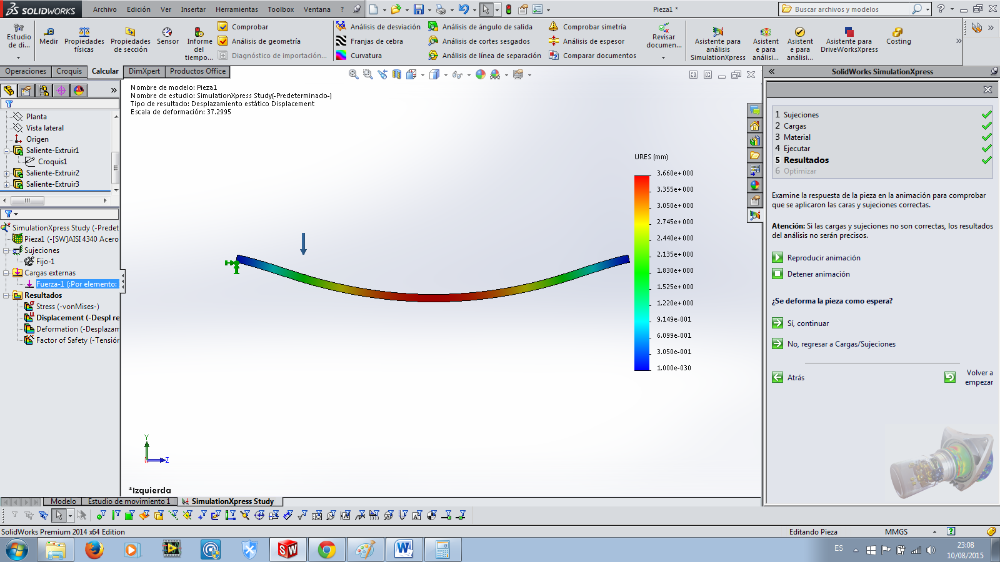 SOLIDWORKS
Archivo Edición Ver Insertar Herramientas Toolbox Ventana ?
Pieza1 *
Buscar archivos y modelos
Estudio de di...
Medir
Propiedades físicas
Propiedades de sección
Sensor
Informe del tiempo...
Comprobar
Análisis de geometría
Diagnóstico de importación...
Análisis de desviación
Franjas de cebra
Curvatura
Análisis de ángulo de salida
Análisis de cortes sesgados
Análisis de línea de separación
Comprobar simetría
Análisis de espesor
Comparar documentos
Revisar documen...
Asistente para análisis SimulationXpress
Asistent e para análisi...
Asistent e para análisi...
Asistente para DriveWorksXpress
Costing
Operaciones Croquis Calcular DimXpert Productos Office
Nombre de modelo: Pieza1
Nombre de estudio: SimulationXpress Study(-Predeterminado-)
Tipo de resultado: Desplazamiento estático Displacement
Escala de deformación: 37.2995
Planta
Vista lateral
Origen
Saliente-Extruir1
Croquis1
Saliente-Extruir2
Saliente-Extruir3
SimulationXpress Study (-Predet
Pieza1 (-[SW]AISI 4340 Acero
Sujeciones
Fijo-1
Cargas externas
Fuerza-1 (:Por elemento:
Resultados
Stress (-vonMises-)
Displacement (-Despl re
Deformation (-Desplazam
Factor of Safety (-Tensión
URES (mm)
3.660e+000
3.355e+000
3.050e+000
2.745e+000
2.440e+000
2.135e+000
1.830e+000
1.525e+000
1.220e+000
9.149e-001
6.099e-001
3.050e-001
1.000e-030
Y
Z
*Izquierda
SolidWorks SimulationXpress
1 Sujeciones
2 Cargas
3 Material
4 Ejecutar
5 Resultados
6 Optimizar
Examine la respuesta de la pieza en la animación para comprobar
que se aplicaron las caras y sujeciones correctas.
Atención: Si las cargas y sujeciones no son correctas, los resultados
del análisis no serán precisos.
Reproducir animación
Detener animación
¿Se deforma la pieza como espera?
Sí, continuar
No, regresar a Cargas/Sujeciones
Atrás
Volver a
empezar
Modelo Estudio de movimiento 1 SimulationXpress Study
SolidWorks Premium 2014 x64 Edition
Editando Pieza
MMGS
ES
23:08
10/08/2015